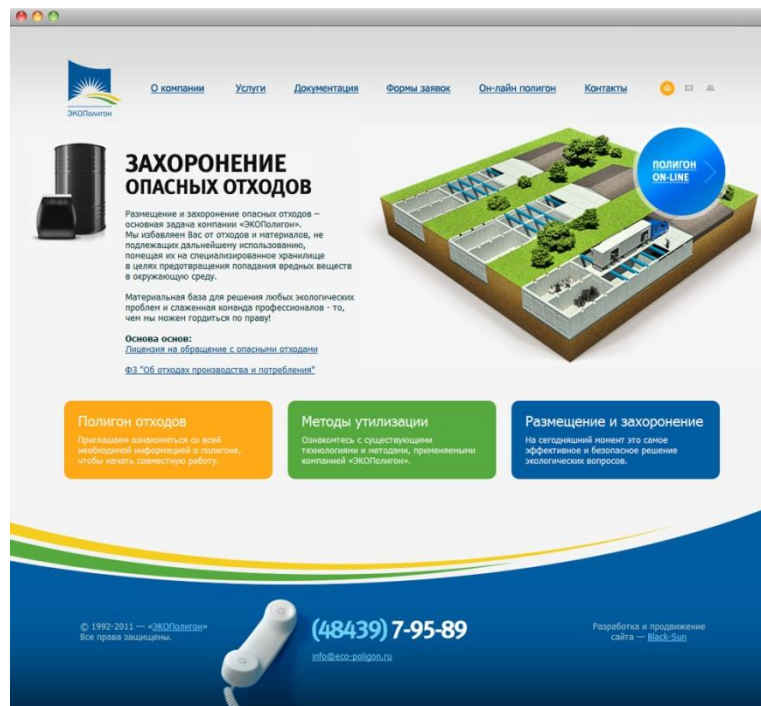 ЭКОПолигон
О компании
Услуги
Документация
Формы заявок
Он-лайн полигон
Контакты
ЗАХОРОНЕНИЕ
ОПАСНЫХ ОТХОДОВ
Размещение и захоронение опасных отходов –
основная задача компании «ЭКОПолигон».
Мы избавляем Вас от отходов и материалов, не
подлежащих дальнейшему использованию,
помещая их на специализированное хранилище
в целях предотвращения попадания вредных веществ
в окружающую среду.
Материальная база для решения любых экологических
проблем и слаженная команда профессионалов - то,
чем мы можем гордиться по праву!
Основа основ:
Лицензия на обращение с опасными отходами
ФЗ "Об отходах производства и потребления"
ПОЛИГОН
ON-LINE
Полигон отходов
Приглашаем ознакомиться со всей
необходимой информацией о полигоне,
чтобы начать совместную работу.
Методы утилизации
Ознакомтесь с существующими
технологиями и методами, применяемыми
компанией «ЭКОПолигон».
Размещение и захоронение
На сегодняшний момент это самое
эффективное и безопасное решение
экологических вопросов.
© 1992-2011 — «ЭКОПолигон»
Все права защищены.
(48439) 7-95-89
info@eco-poligon.ru
Разработка и продвижение
сайта — Black-Sun